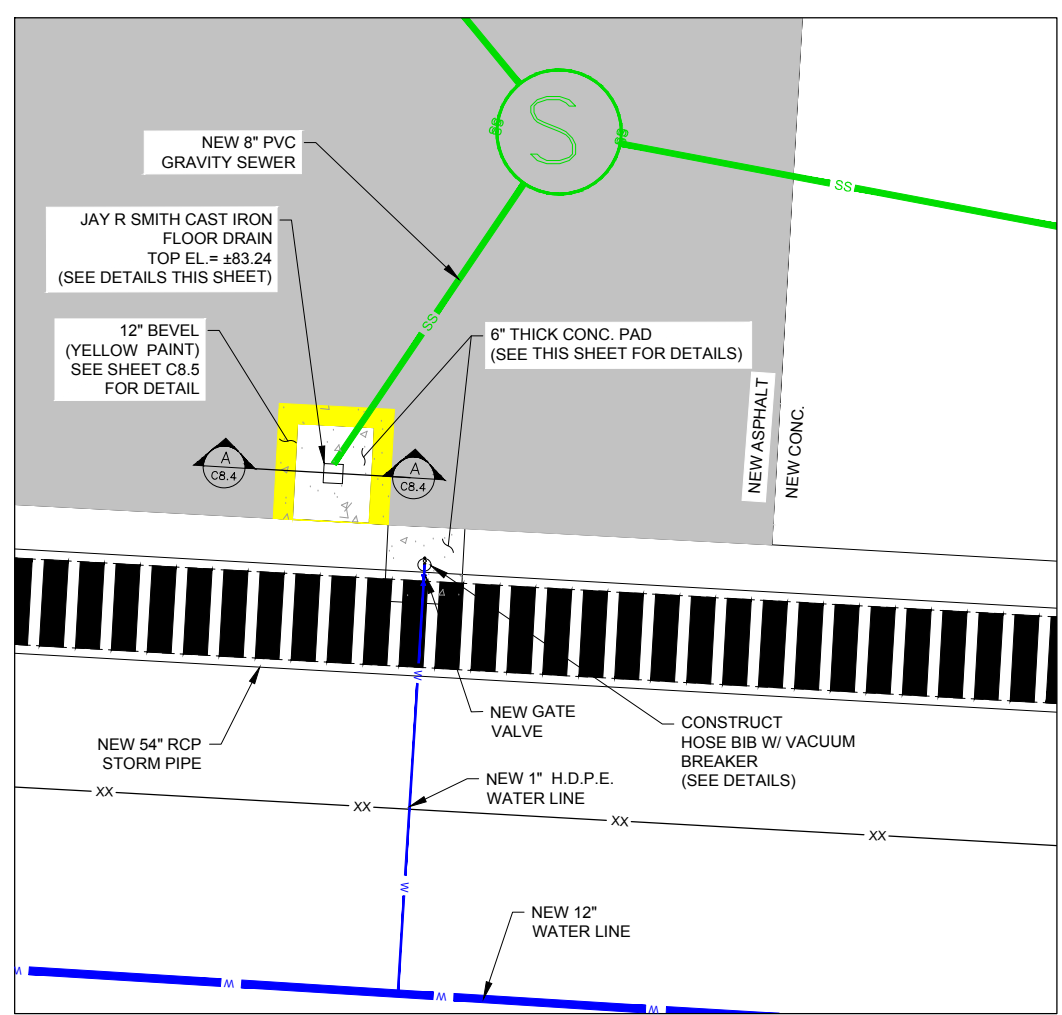 S
SS
SS
NEW 8" PVC
GRAVITY SEWER
SS
JAY R SMITH CAST IRON
FLOOR DRAIN
TOP EL.= ±83.24
(SEE DETAILS THIS SHEET)
SS
12" BEVEL
(YELLOW PAINT)
SEE SHEET C8.5
FOR DETAIL
6" THICK CONC. PAD
(SEE THIS SHEET FOR DETAILS)
NEW ASPHALT
NEW CONC.
A
C8.4
A
C8.4
W
NEW GATE
VALVE
CONSTRUCT
HOSE BIB W/ VACUUM
BREAKER
(SEE DETAILS)
NEW 54" RCP
STORM PIPE
NEW 1" H.D.P.E.
WATER LINE
XX
XX
XX
XX
W
NEW 12"
WATER LINE
W
W
W
W